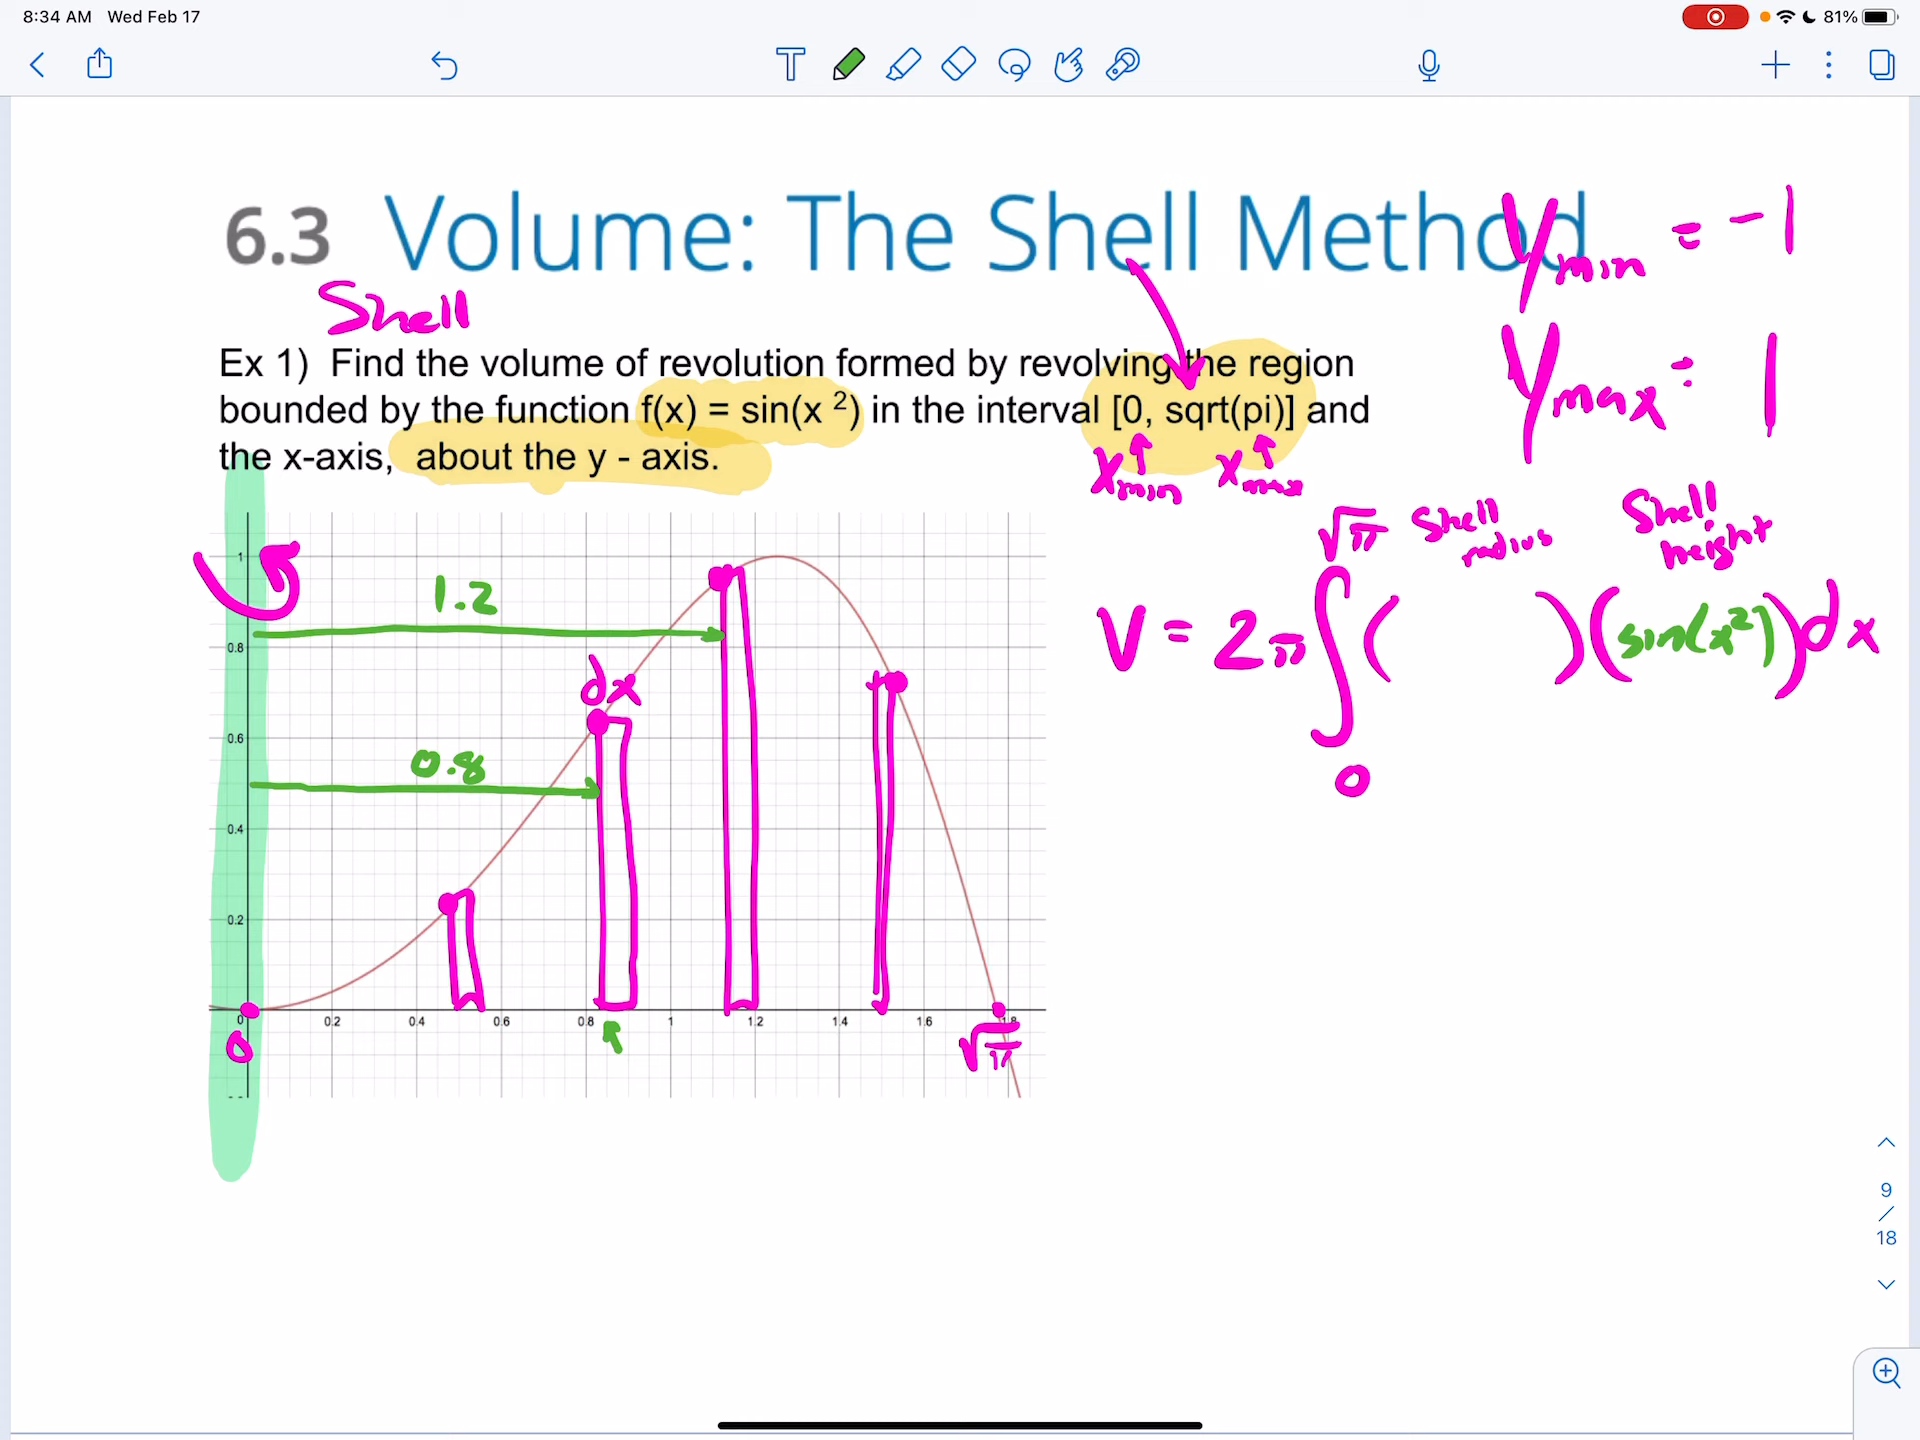 8:34 AM Wed Feb 17
81%
6.3 Volume: The Shell Method
Ymin = -1
Shell
Ex 1) Find the volume of revolution formed by revolving the region
bounded by the function f(x) = sin(x ²) in the interval [0, sqrt(pi)] and
the x-axis, about the y - axis.
Ymax = 1
Xmin Xmax
√π Shell radius Shell height
V = 2π ∫ ( ) (sin(x²)) dx
0
1
1.2
0.8
dx
0.6
0.8
0.4
0.2
0 0.2 0.4 0.6 0.8 1 1.2 1.4 1.6 1.8
0 √π
9
/
18